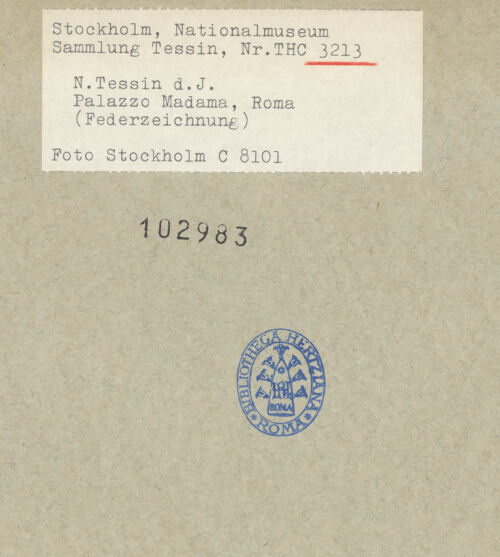 Stockholm, Nationalmuseum
Sammlung Tessin, Nr.THC 3213
N.Tessin d.J.
Palazzo Madama, Roma
(Federzeichnung)
Foto Stockholm C 8101
102983
BIBLIOTHECA HERTZIANA
ROMA
ROMA